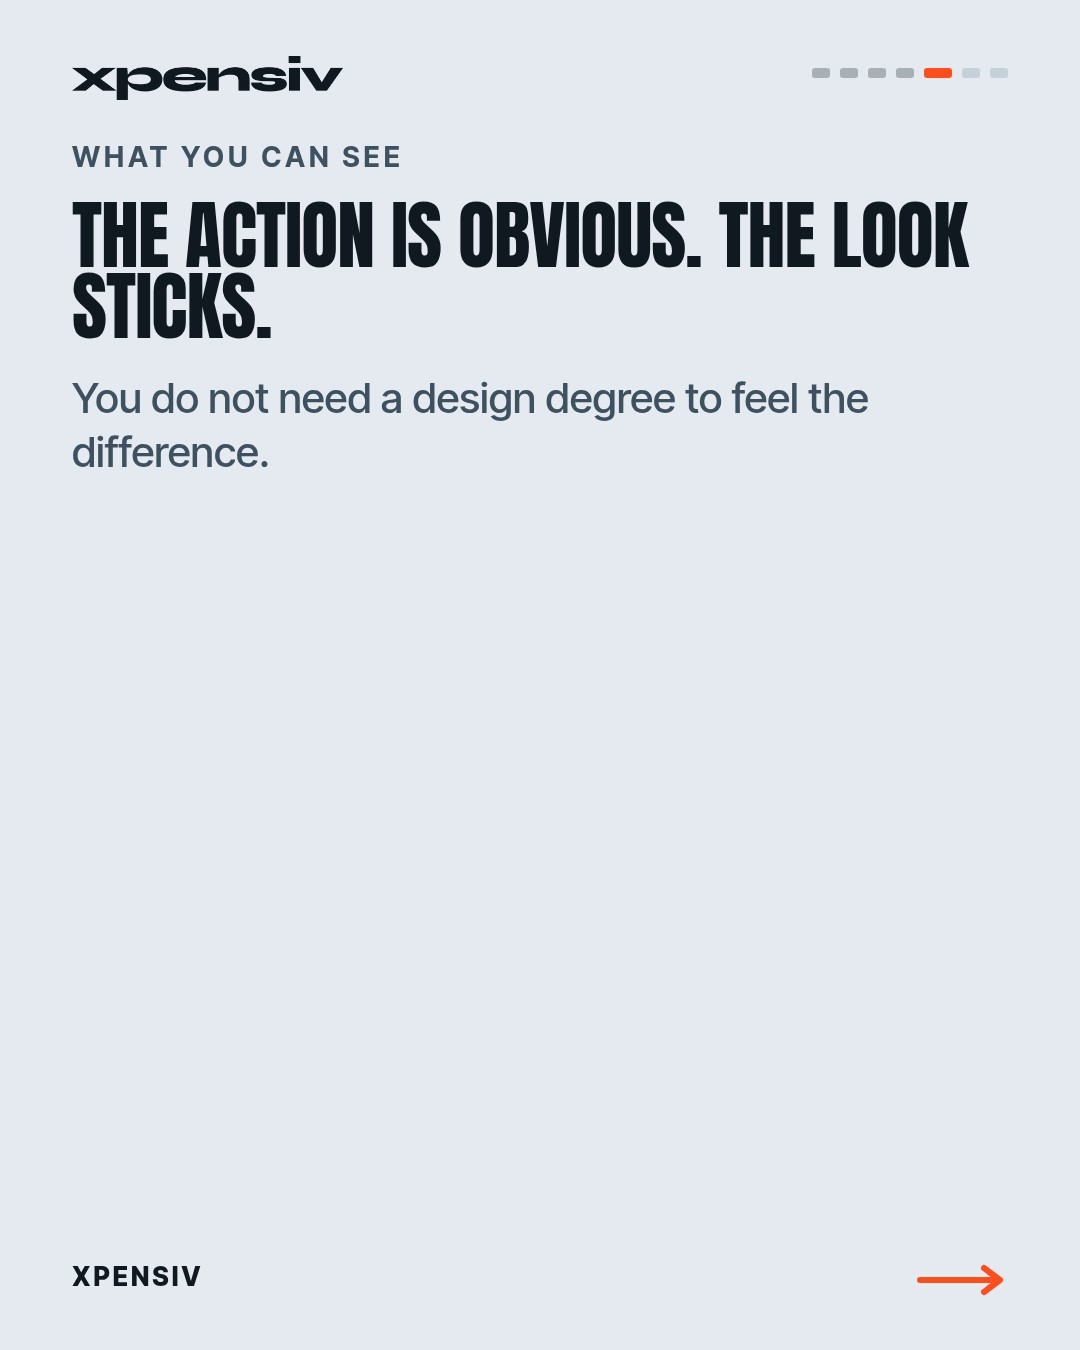 xpensiv
WHAT YOU CAN SEE
THE ACTION IS OBVIOUS. THE LOOK
STICKS.
You do not need a design degree to feel the
difference.
XPENSIV